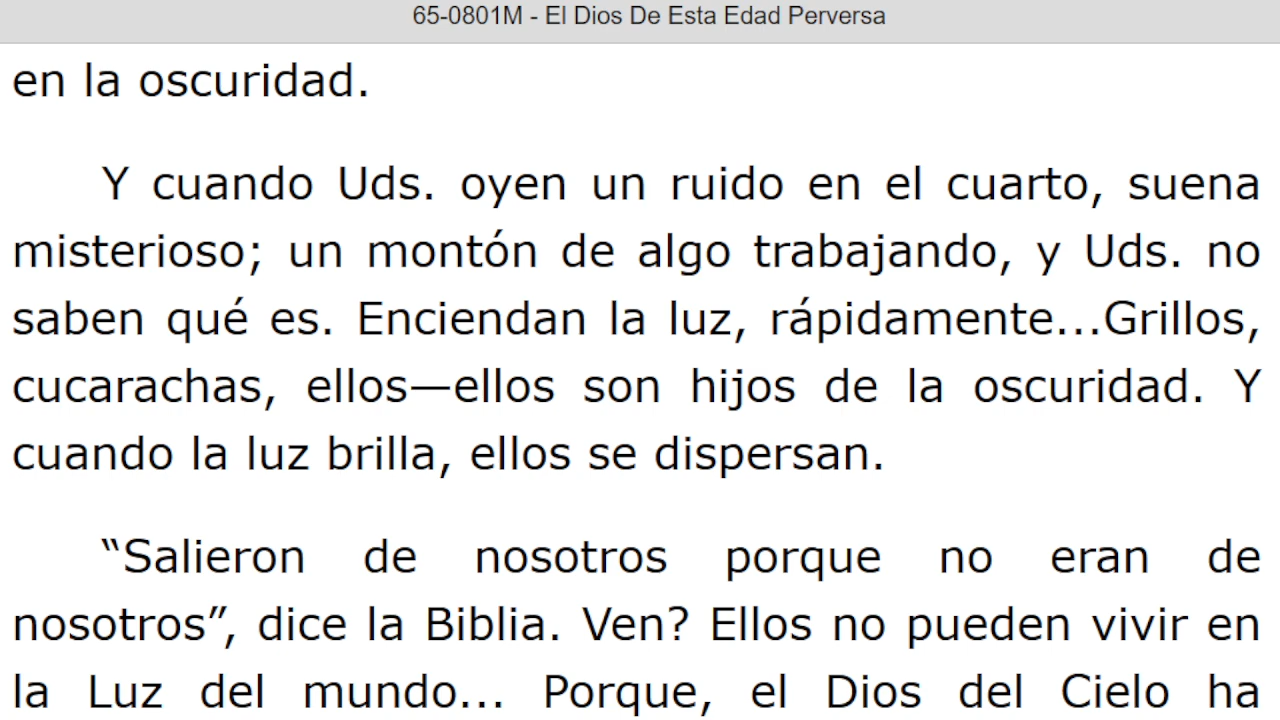 65-0801M - El Dios De Esta Edad Perversa
en la oscuridad.
Y cuando Uds. oyen un ruido en el cuarto, suena
misterioso; un montón de algo trabajando, y Uds. no
saben qué es. Enciendan la luz, rápidamente...Grillos,
cucarachas, ellos—ellos son hijos de la oscuridad. Y
cuando la luz brilla, ellos se dispersan.
“Salieron de nosotros porque no eran de
nosotros”, dice la Biblia. Ven? Ellos no pueden vivir en
la Luz del mundo... Porque, el Dios del Cielo ha